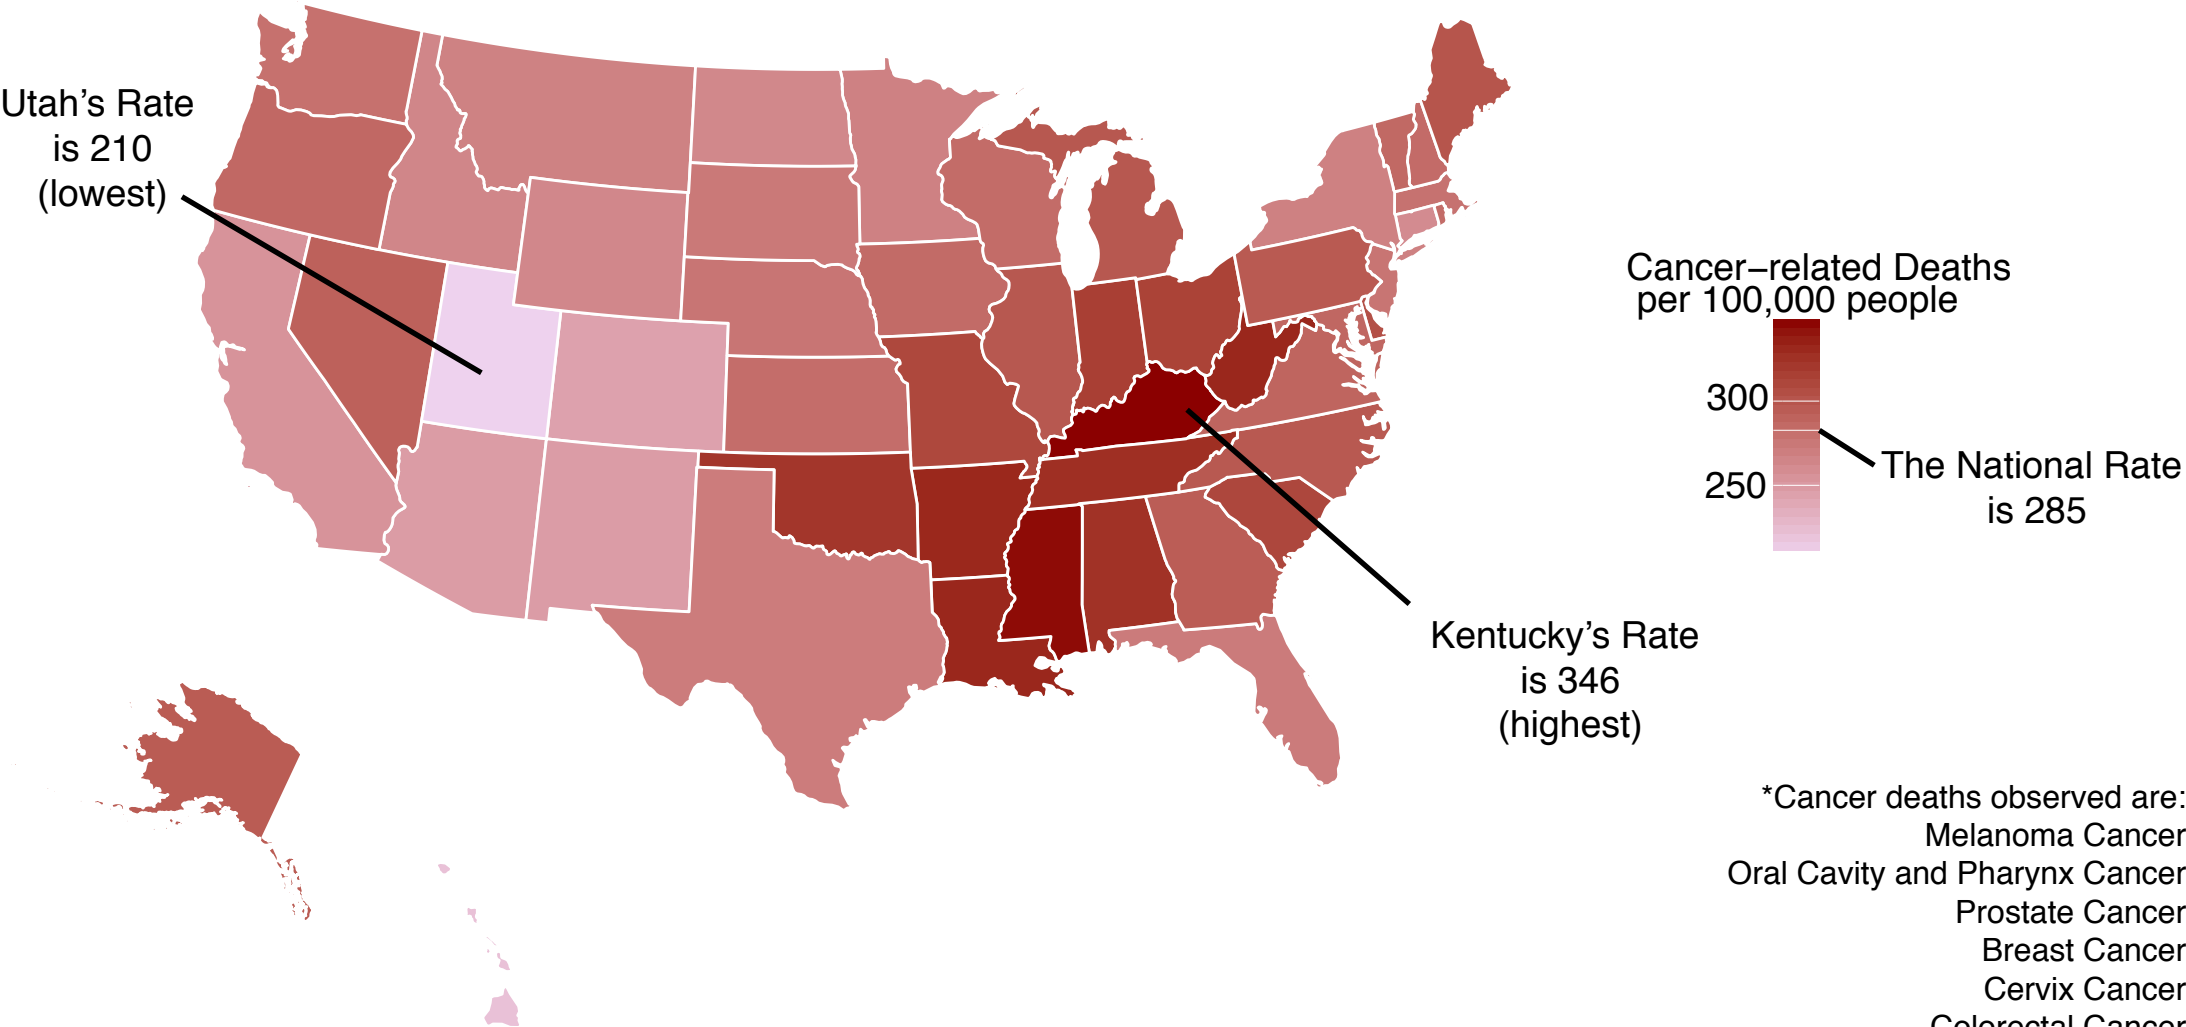 Utah's Rate
is 210
(lowest)
Cancer−related Deaths
per 100,000 people
300
250
The National Rate
is 285
Kentucky's Rate
is 346
(highest)
*Cancer deaths observed are:
Melanoma Cancer
Oral Cavity and Pharynx Cancer
Prostate Cancer
Breast Cancer
Cervix Cancer
Colorectal Cancer